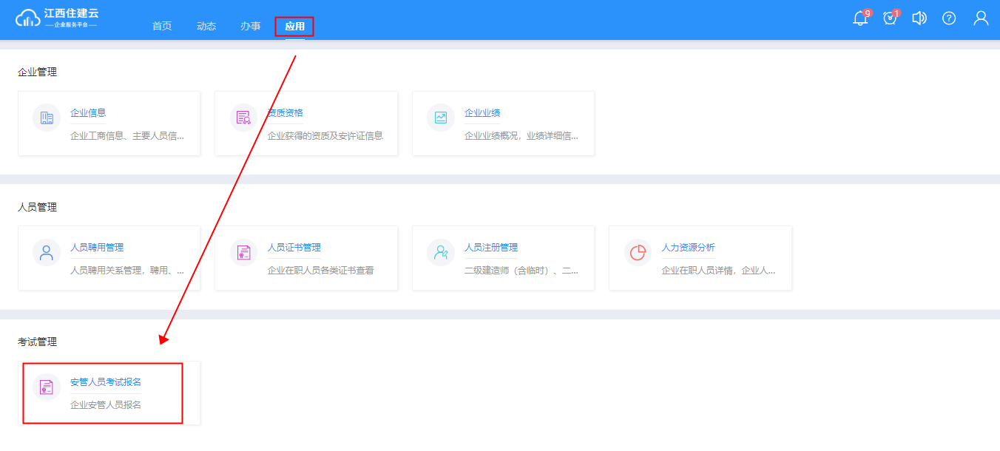 江西住建云
企业服务平台
首页 动态 办事 应用
9 1
企业管理
企业信息 资质资格 企业业绩
企业工商信息、主要人员信... 企业获得的资质及安许证信息 企业业绩概况，业绩详细信...
人员管理
人员聘用管理 人员证书管理 人员注册管理 人力资源分析
人员聘用关系管理，聘用、... 企业在职人员各类证书查看 二级建造师（含临时）、二... 企业在职人员详情，企业人...
考试管理
安管人员考试报名
企业安管人员报名